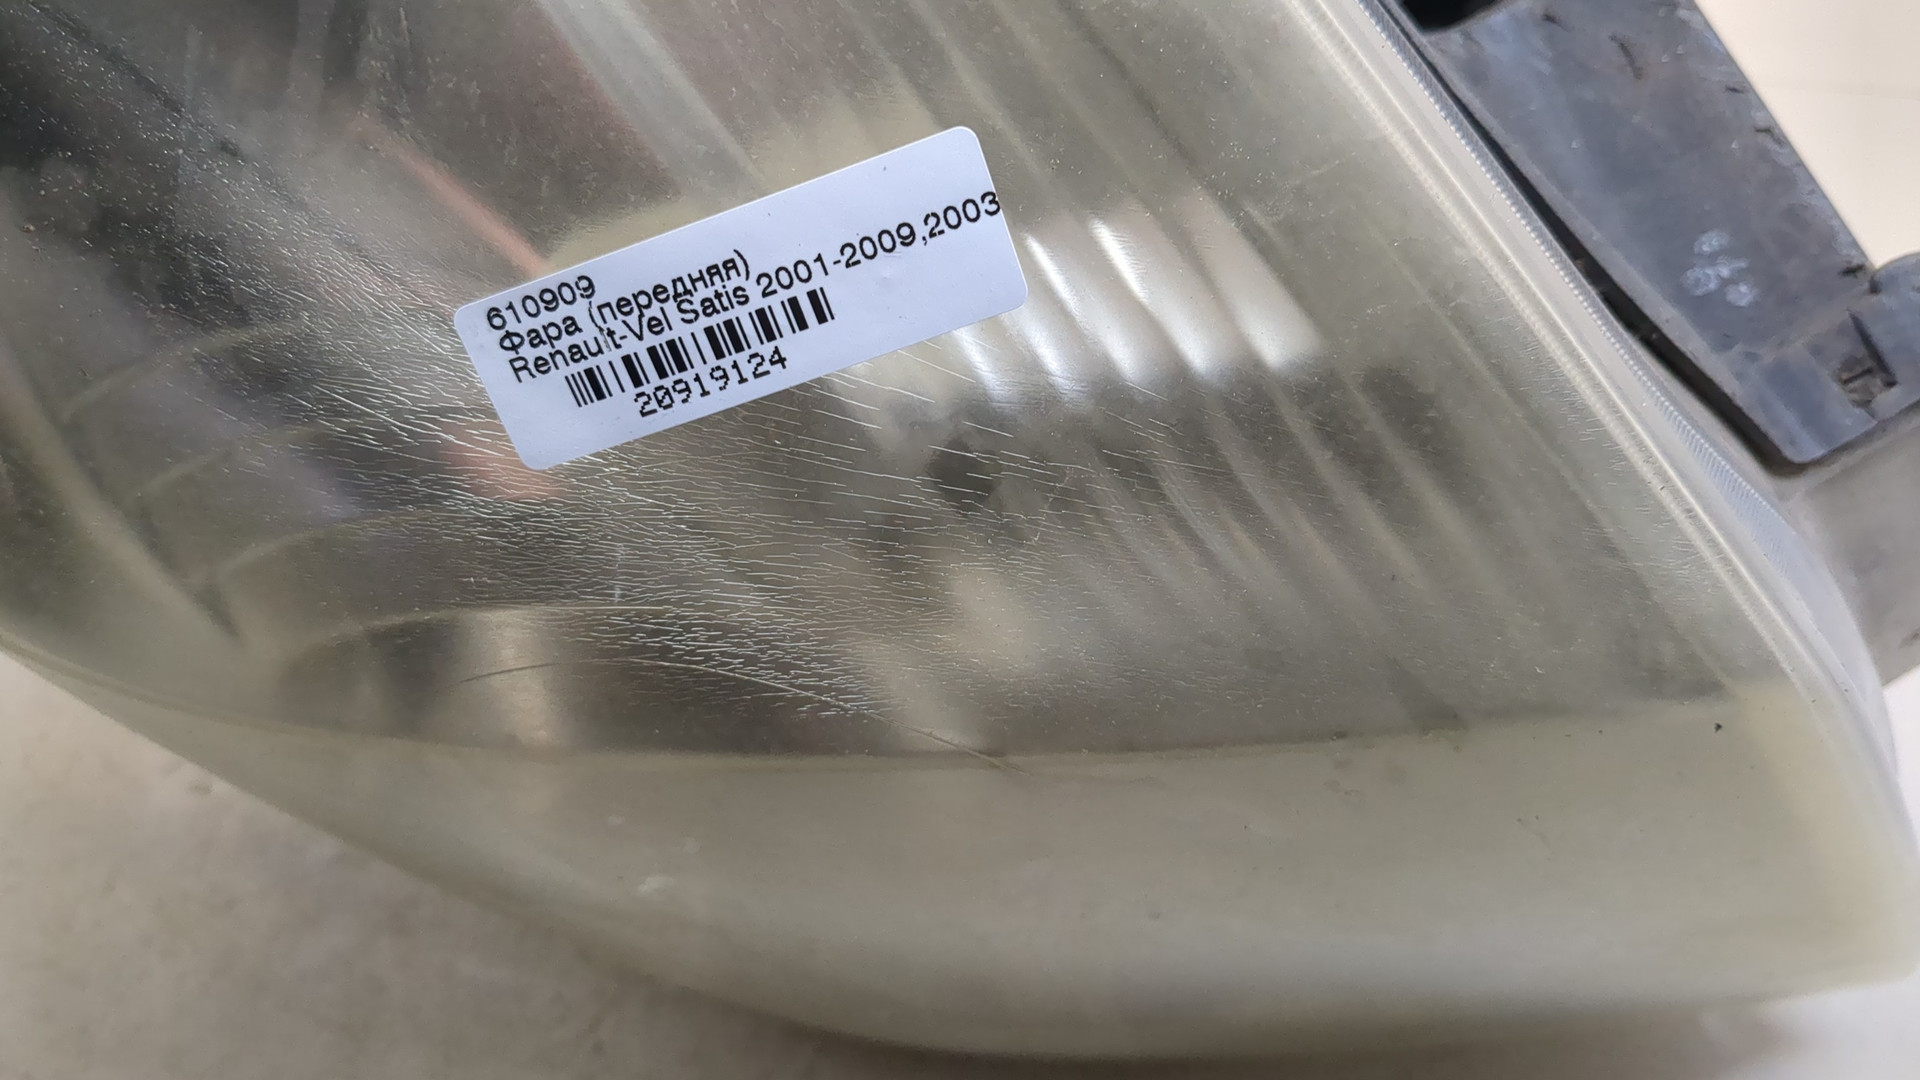 610909
Фара (передняя)
Renault-Vel Satis 2001-2009,2003
20919124